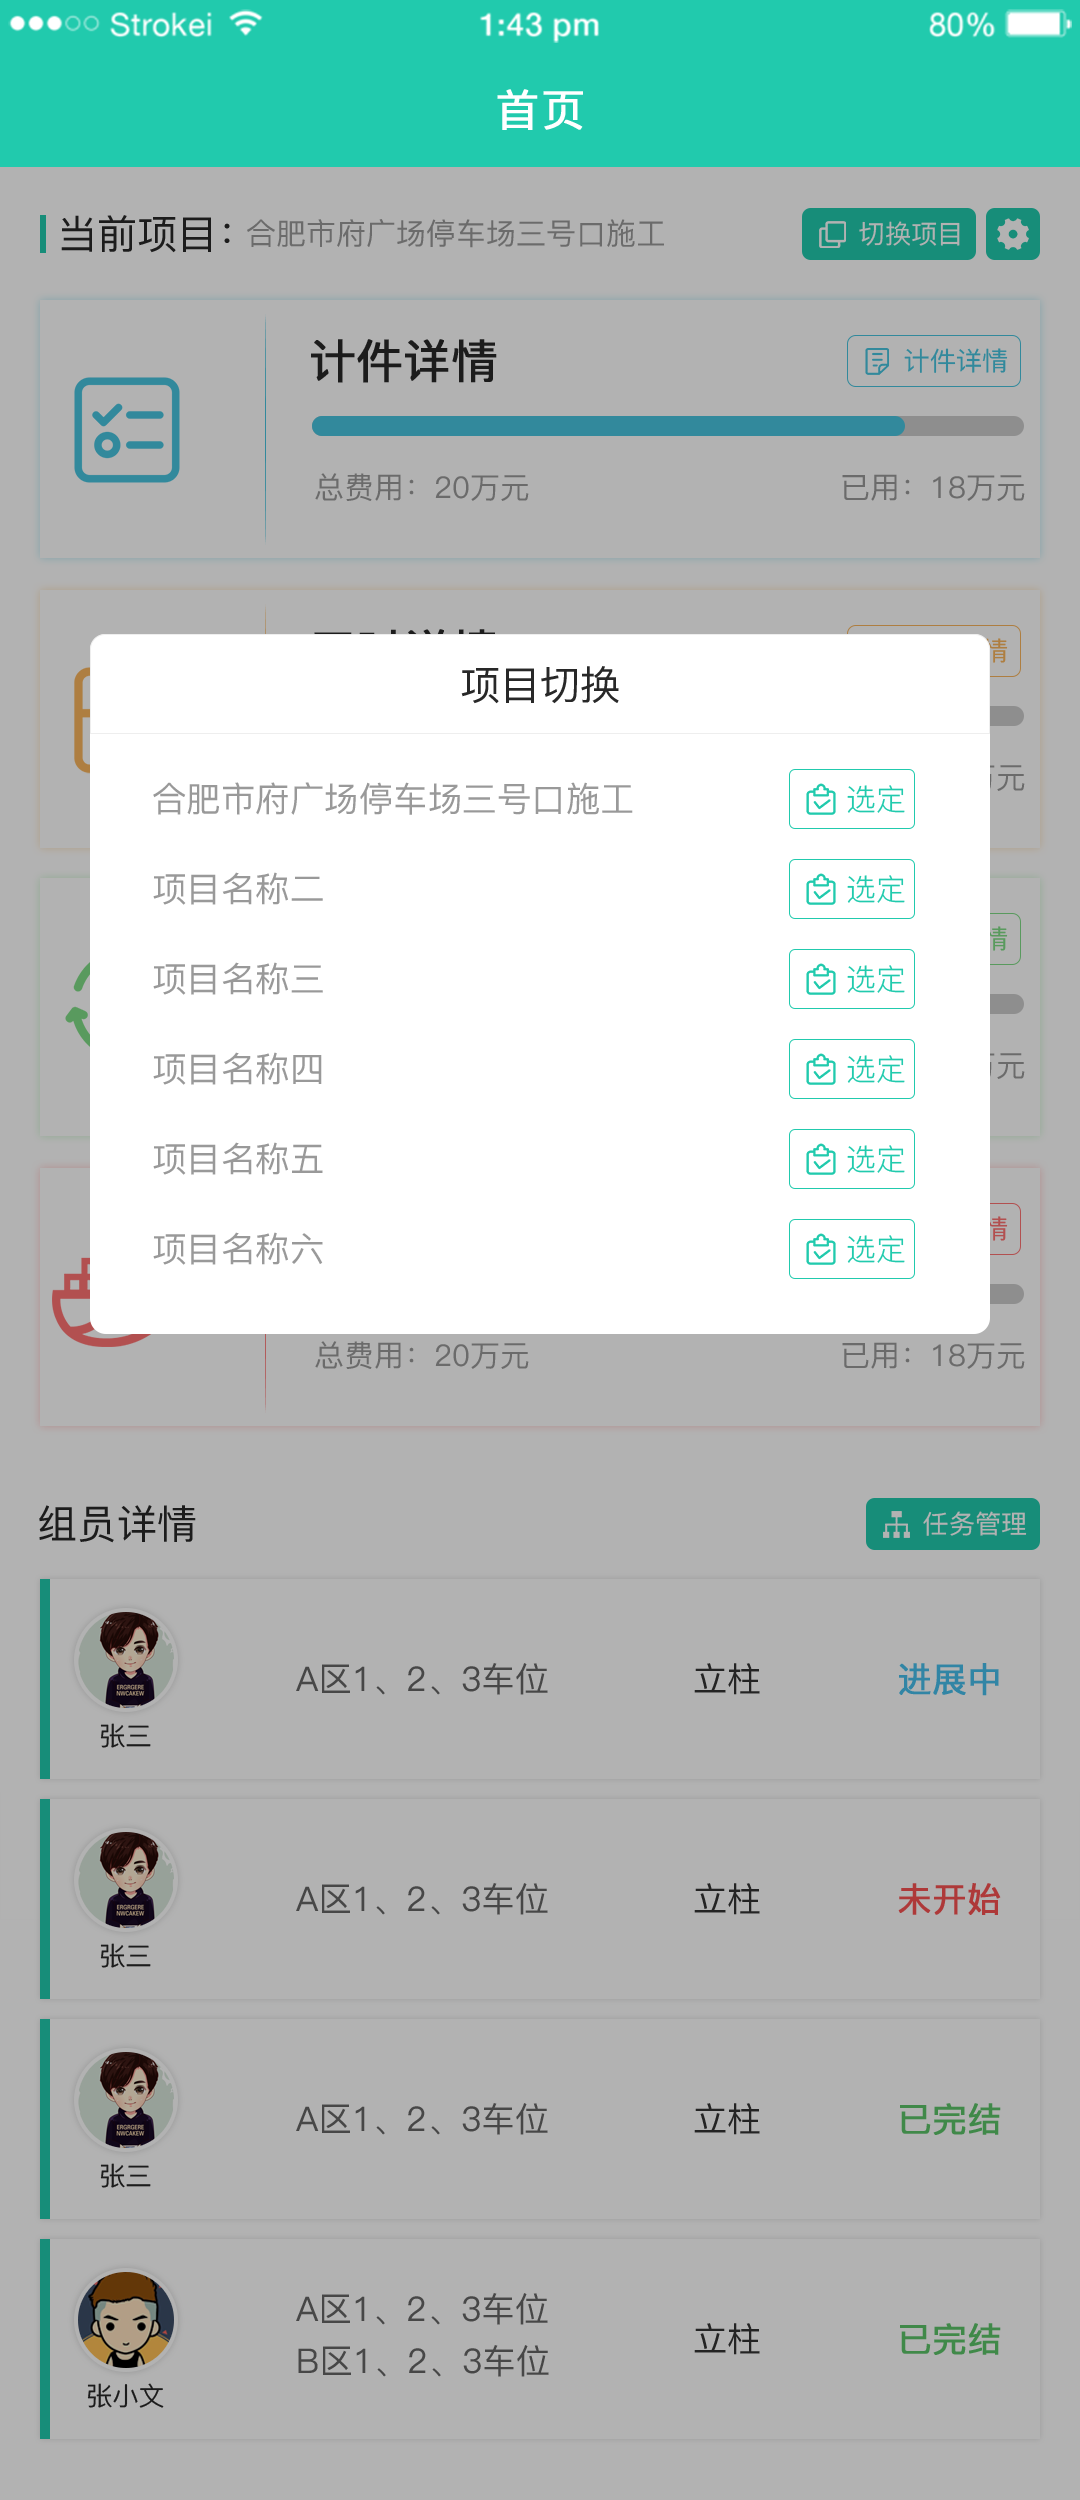 Strokei
1:43 pm
80%
首页
当前项目：
合肥市府广场停车场三号口施工
切换项目
计件详情
计件详情
总费用：20万元
已用：18万元
情
项目切换
万元
合肥市府广场停车场三号口施工
选定
项目名称二
选定
情
项目名称三
选定
项目名称四
选定
万元
项目名称五
选定
情
项目名称六
选定
总费用：20万元
已用：18万元
组员详情
任务管理
ERGRGERE
NWCAKEW
A区1、2、3车位
立柱
进展中
张三
ERGRGERE
NWCAKEW
A区1、2、3车位
立柱
未开始
张三
ERGRGERE
NWCAKEW
A区1、2、3车位
立柱
已完结
张三
A区1、2、3车位
B区1、2、3车位
立柱
已完结
张小文